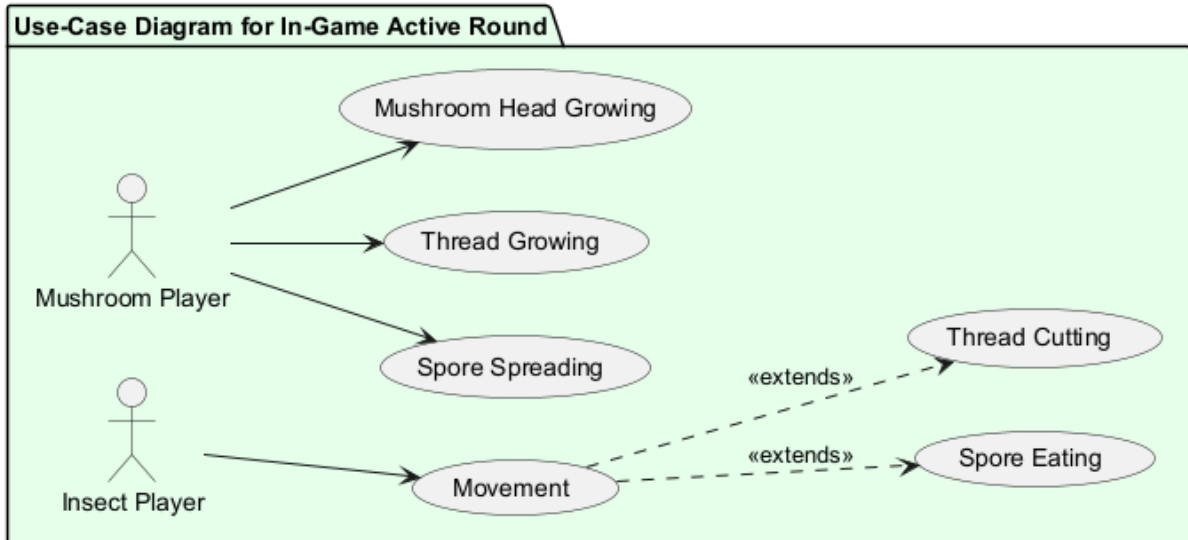 Use-Case Diagram for In-Game Active Round
Mushroom Head Growing
Mushroom Player
Thread Growing
Spore Spreading
Thread Cutting
«extends»
Insect Player
Movement
«extends»
Spore Eating